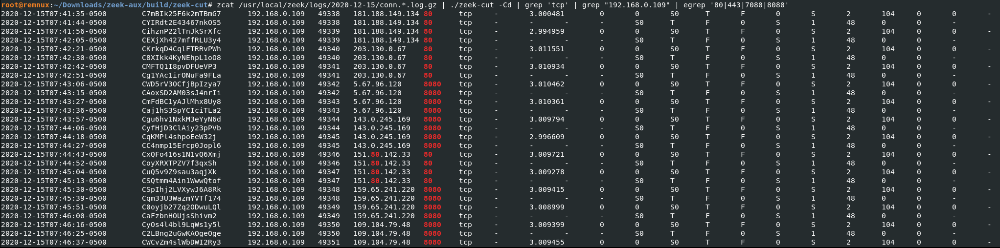 root@remnux:~/Downloads/zeek-aux/build/zeek-cut# zcat /usr/local/zeek/logs/2020-12-15/conn.*.log.gz | ./zeek-cut -Cd | grep 'tcp' | grep "192.168.0.109" | egrep '80|443|7080|8080'
2020-12-15T07:41:35-0500 C7mBIk25F6k2mTBmG7 192.168.0.109 49338 181.188.149.134 80 tcp - 3.000481 0 0 S0 T F 0 S 2 104 0 0 -
2020-12-15T07:41:44-0500 CYIRdt2E43467nkOS5 192.168.0.109 49338 181.188.149.134 80 tcp - - - - S0 T F 0 S 1 48 0 0 -
2020-12-15T07:41:56-0500 CihznP22lTnJkSrXfc 192.168.0.109 49339 181.188.149.134 80 tcp - 2.994959 0 0 S0 T F 0 S 2 104 0 0 -
2020-12-15T07:42:05-0500 CEXjXh427mffRLU3y4 192.168.0.109 49339 181.188.149.134 80 tcp - - - - S0 T F 0 S 1 48 0 0 -
2020-12-15T07:42:21-0500 CKrkqD4CqlFTRRvPWh 192.168.0.109 49340 203.130.0.67 80 tcp - 3.011551 0 0 S0 T F 0 S 2 104 0 0 -
2020-12-15T07:42:30-0500 C8XIkk4KyNEhpL1oO8 192.168.0.109 49340 203.130.0.67 80 tcp - - - - S0 T F 0 S 1 48 0 0 -
2020-12-15T07:42:42-0500 CMFTQ1I8pvDFUeVP3 192.168.0.109 49341 203.130.0.67 80 tcp - 3.010934 0 0 S0 T F 0 S 2 104 0 0 -
2020-12-15T07:42:51-0500 Cg1YAc1irONuFa9FLa 192.168.0.109 49341 203.130.0.67 80 tcp - - - - S0 T F 0 S 1 48 0 0 -
2020-12-15T07:43:06-0500 CWD5rV3OCfjBpIzya7 192.168.0.109 49342 5.67.96.120 8080 tcp - 3.010462 0 0 S0 T F 0 S 2 104 0 0 -
2020-12-15T07:43:15-0500 CAoxSD2AM03sJ4nrIi 192.168.0.109 49342 5.67.96.120 8080 tcp - - - - S0 T F 0 S 1 48 0 0 -
2020-12-15T07:43:27-0500 CmFdBC1yAJlMhx8Uy8 192.168.0.109 49343 5.67.96.120 8080 tcp - 3.010361 0 0 S0 T F 0 S 2 104 0 0 -
2020-12-15T07:43:36-0500 Caj1hS3SpYCIciTLa2 192.168.0.109 49343 5.67.96.120 8080 tcp - - - - S0 T F 0 S 1 48 0 0 -
2020-12-15T07:43:57-0500 Cgu6hv1NxkM3eYyN6d 192.168.0.109 49344 143.0.245.169 8080 tcp - 3.009794 0 0 S0 T F 0 S 2 104 0 0 -
2020-12-15T07:44:06-0500 CyfHjD3ClAiy23pPVb 192.168.0.109 49344 143.0.245.169 8080 tcp - - - - S0 T F 0 S 1 48 0 0 -
2020-12-15T07:44:18-0500 CqKMPl4shpoEeW32j 192.168.0.109 49345 143.0.245.169 8080 tcp - 2.996609 0 0 S0 T F 0 S 2 104 0 0 -
2020-12-15T07:44:27-0500 CC4nmp15Ercp0Jopl6 192.168.0.109 49345 143.0.245.169 8080 tcp - - - - S0 T F 0 S 1 48 0 0 -
2020-12-15T07:44:43-0500 CxQFo416s1N1vQ6Xmj 192.168.0.109 49346 151.80.142.33 80 tcp - 3.009721 0 0 S0 T F 0 S 2 104 0 0 -
2020-12-15T07:44:52-0500 CoyXRXTPZV7f3qxSh 192.168.0.109 49346 151.80.142.33 80 tcp - - - - S0 T F 0 S 1 48 0 0 -
2020-12-15T07:45:04-0500 CuQ5v9Z9sau3aqjXk 192.168.0.109 49347 151.80.142.33 80 tcp - 3.009278 0 0 S0 T F 0 S 2 104 0 0 -
2020-12-15T07:45:13-0500 CSQtmm4Ain1WwwQtof 192.168.0.109 49347 151.80.142.33 80 tcp - - - - S0 T F 0 S 1 48 0 0 -
2020-12-15T07:45:30-0500 CSpIhj2LVXywJ6A8Rk 192.168.0.109 49348 159.65.241.220 8080 tcp - 3.009415 0 0 S0 T F 0 S 2 104 0 0 -
2020-12-15T07:45:39-0500 Cqm33U3WazmYVTf174 192.168.0.109 49348 159.65.241.220 8080 tcp - - - - S0 T F 0 S 1 48 0 0 -
2020-12-15T07:45:51-0500 C0oyjb27Zq2ODwuLQl 192.168.0.109 49349 159.65.241.220 8080 tcp - 3.008999 0 0 S0 T F 0 S 2 104 0 0 -
2020-12-15T07:46:00-0500 CaFzbnHOUjsShivm2 192.168.0.109 49349 159.65.241.220 8080 tcp - - - - S0 T F 0 S 1 48 0 0 -
2020-12-15T07:46:16-0500 CyOs4l4bl9LqWs1y5l 192.168.0.109 49350 109.104.79.48 8080 tcp - 3.009399 0 0 S0 T F 0 S 2 104 0 0 -
2020-12-15T07:46:25-0500 C2LBng2uGwKAOgeOge 192.168.0.109 49350 109.104.79.48 8080 tcp - - - - S0 T F 0 S 1 48 0 0 -
2020-12-15T07:46:37-0500 CWCvZm4slWbDWI2Ry3 192.168.0.109 49351 109.104.79.48 8080 tcp - 3.009455 0 0 S0 T F 0 S 2 104 0 0 -